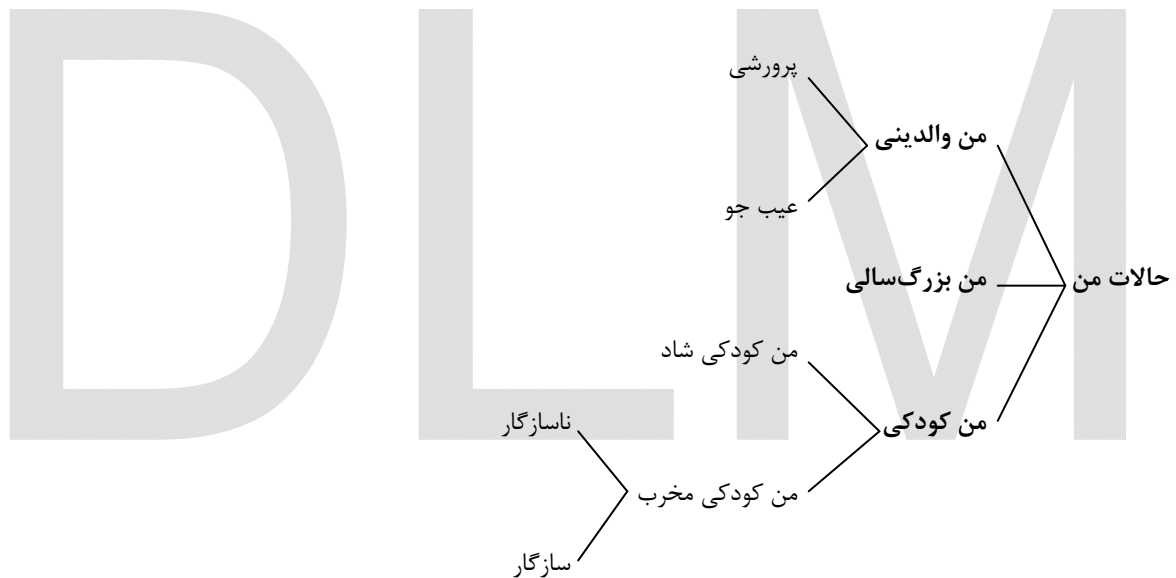 DLM
حالات من
من والدینی
پرورشی
عیب جو
من بزرگ‌سالی
من کودکی
من کودکی شاد
من کودکی مخرب
ناسازگار
سازگار